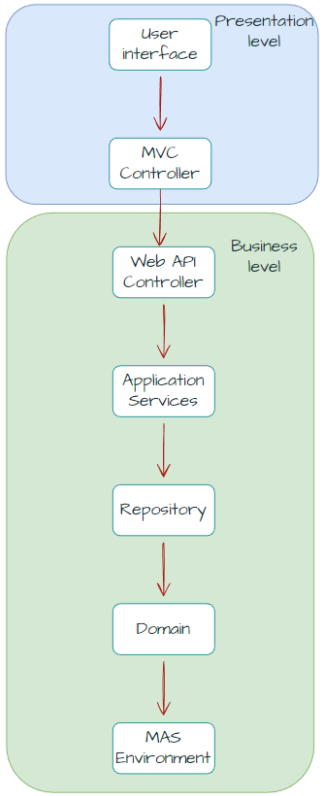 Presentation
level
User
interface
MVC
Controller
Business
level
Web API
Controller
Application
Services
Repository
Domain
MAS
Environment